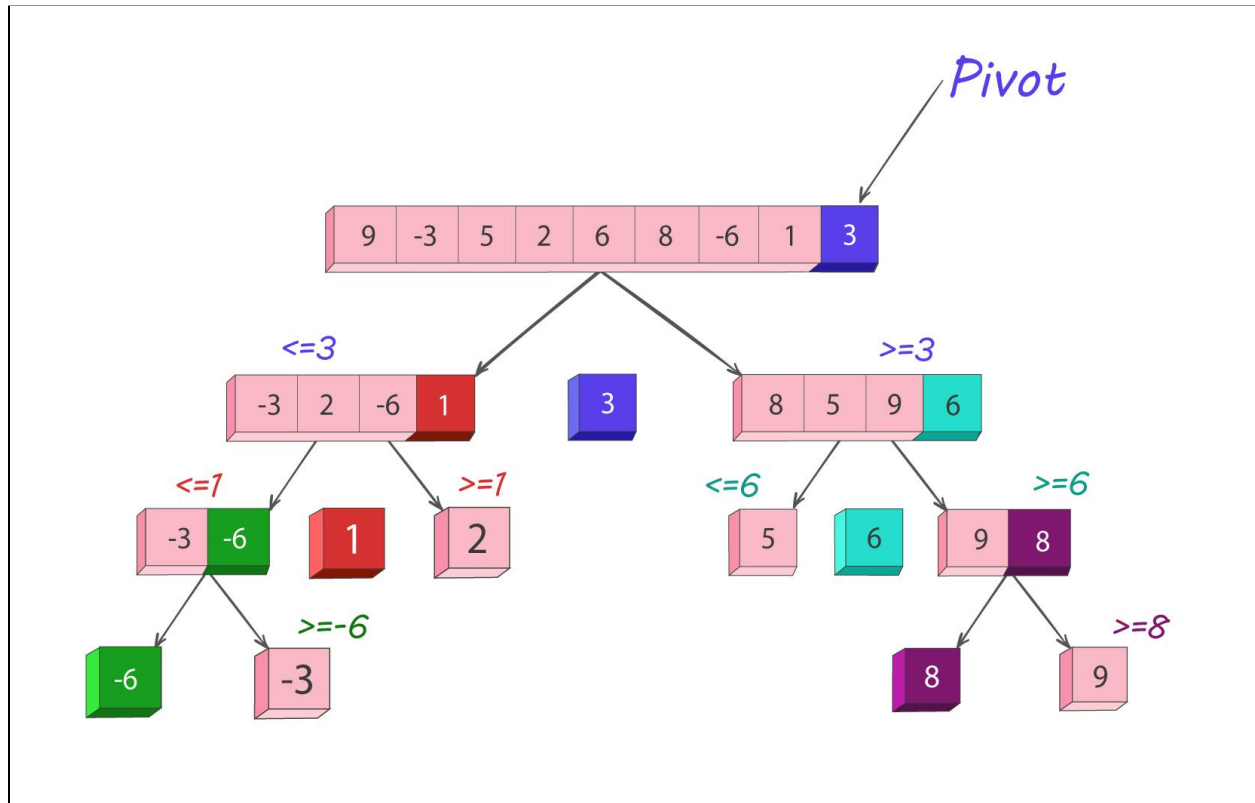 Pivot
9 -3 5 2 6 8 -6 1 3
<=3 >=3
-3 2 -6 1 3 8 5 9 6
<=1 >=1 <=6 >=6
-3 -6 1 2 5 6 9 8
>=-6 >=8
-6 -3 8 9